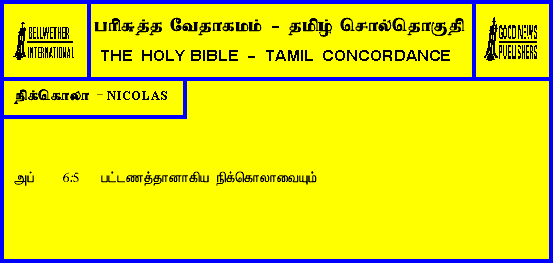 BELLWETHER
INTERNATIONAL
பரிசுத்த வேதாகமம் - தமிழ் சொல்தொகுதி
THE HOLY BIBLE - TAMIL CONCORDANCE
GOOD NEWS
PUBLISHERS
நிக்கொலா - NICOLAS
அப் 6:5 பட்டணத்தானாகிய நிக்கொலாவையும்